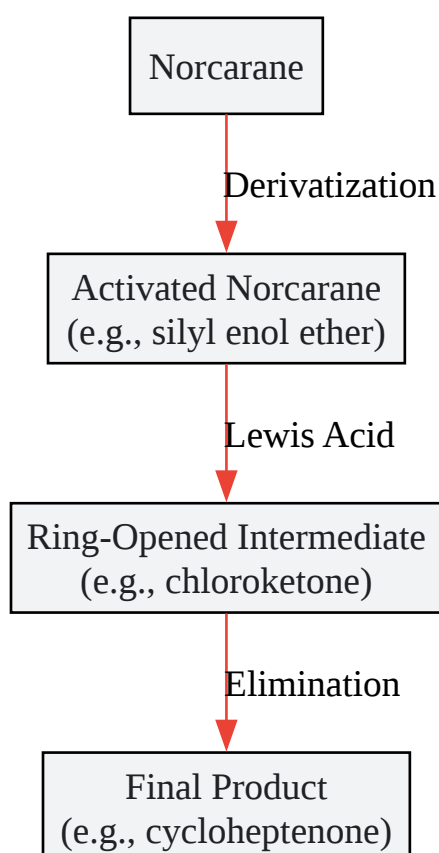 Norcarane
Derivatization
Activated Norcarane
(e.g., silyl enol ether)
Lewis Acid
Ring-Opened Intermediate
(e.g., chloroketone)
Elimination
Final Product
(e.g., cycloheptenone)